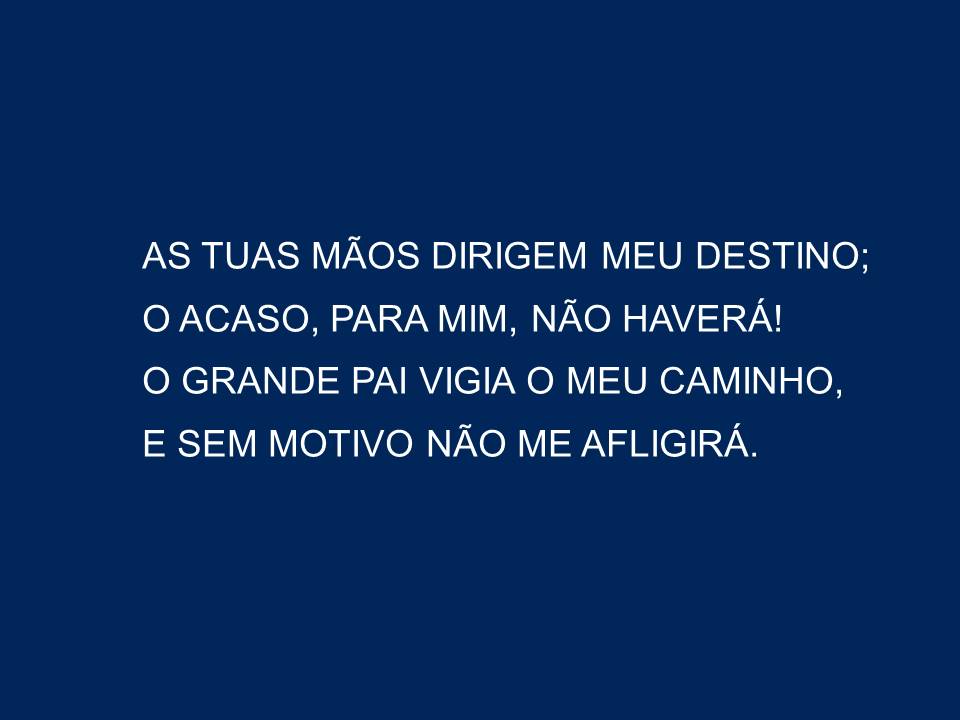 AS TUAS MÃOS DIRIGEM MEU DESTINO;
O ACASO, PARA MIM, NÃO HAVERÁ!
O GRANDE PAI VIGIA O MEU CAMINHO,
E SEM MOTIVO NÃO ME AFLIGIRÁ.